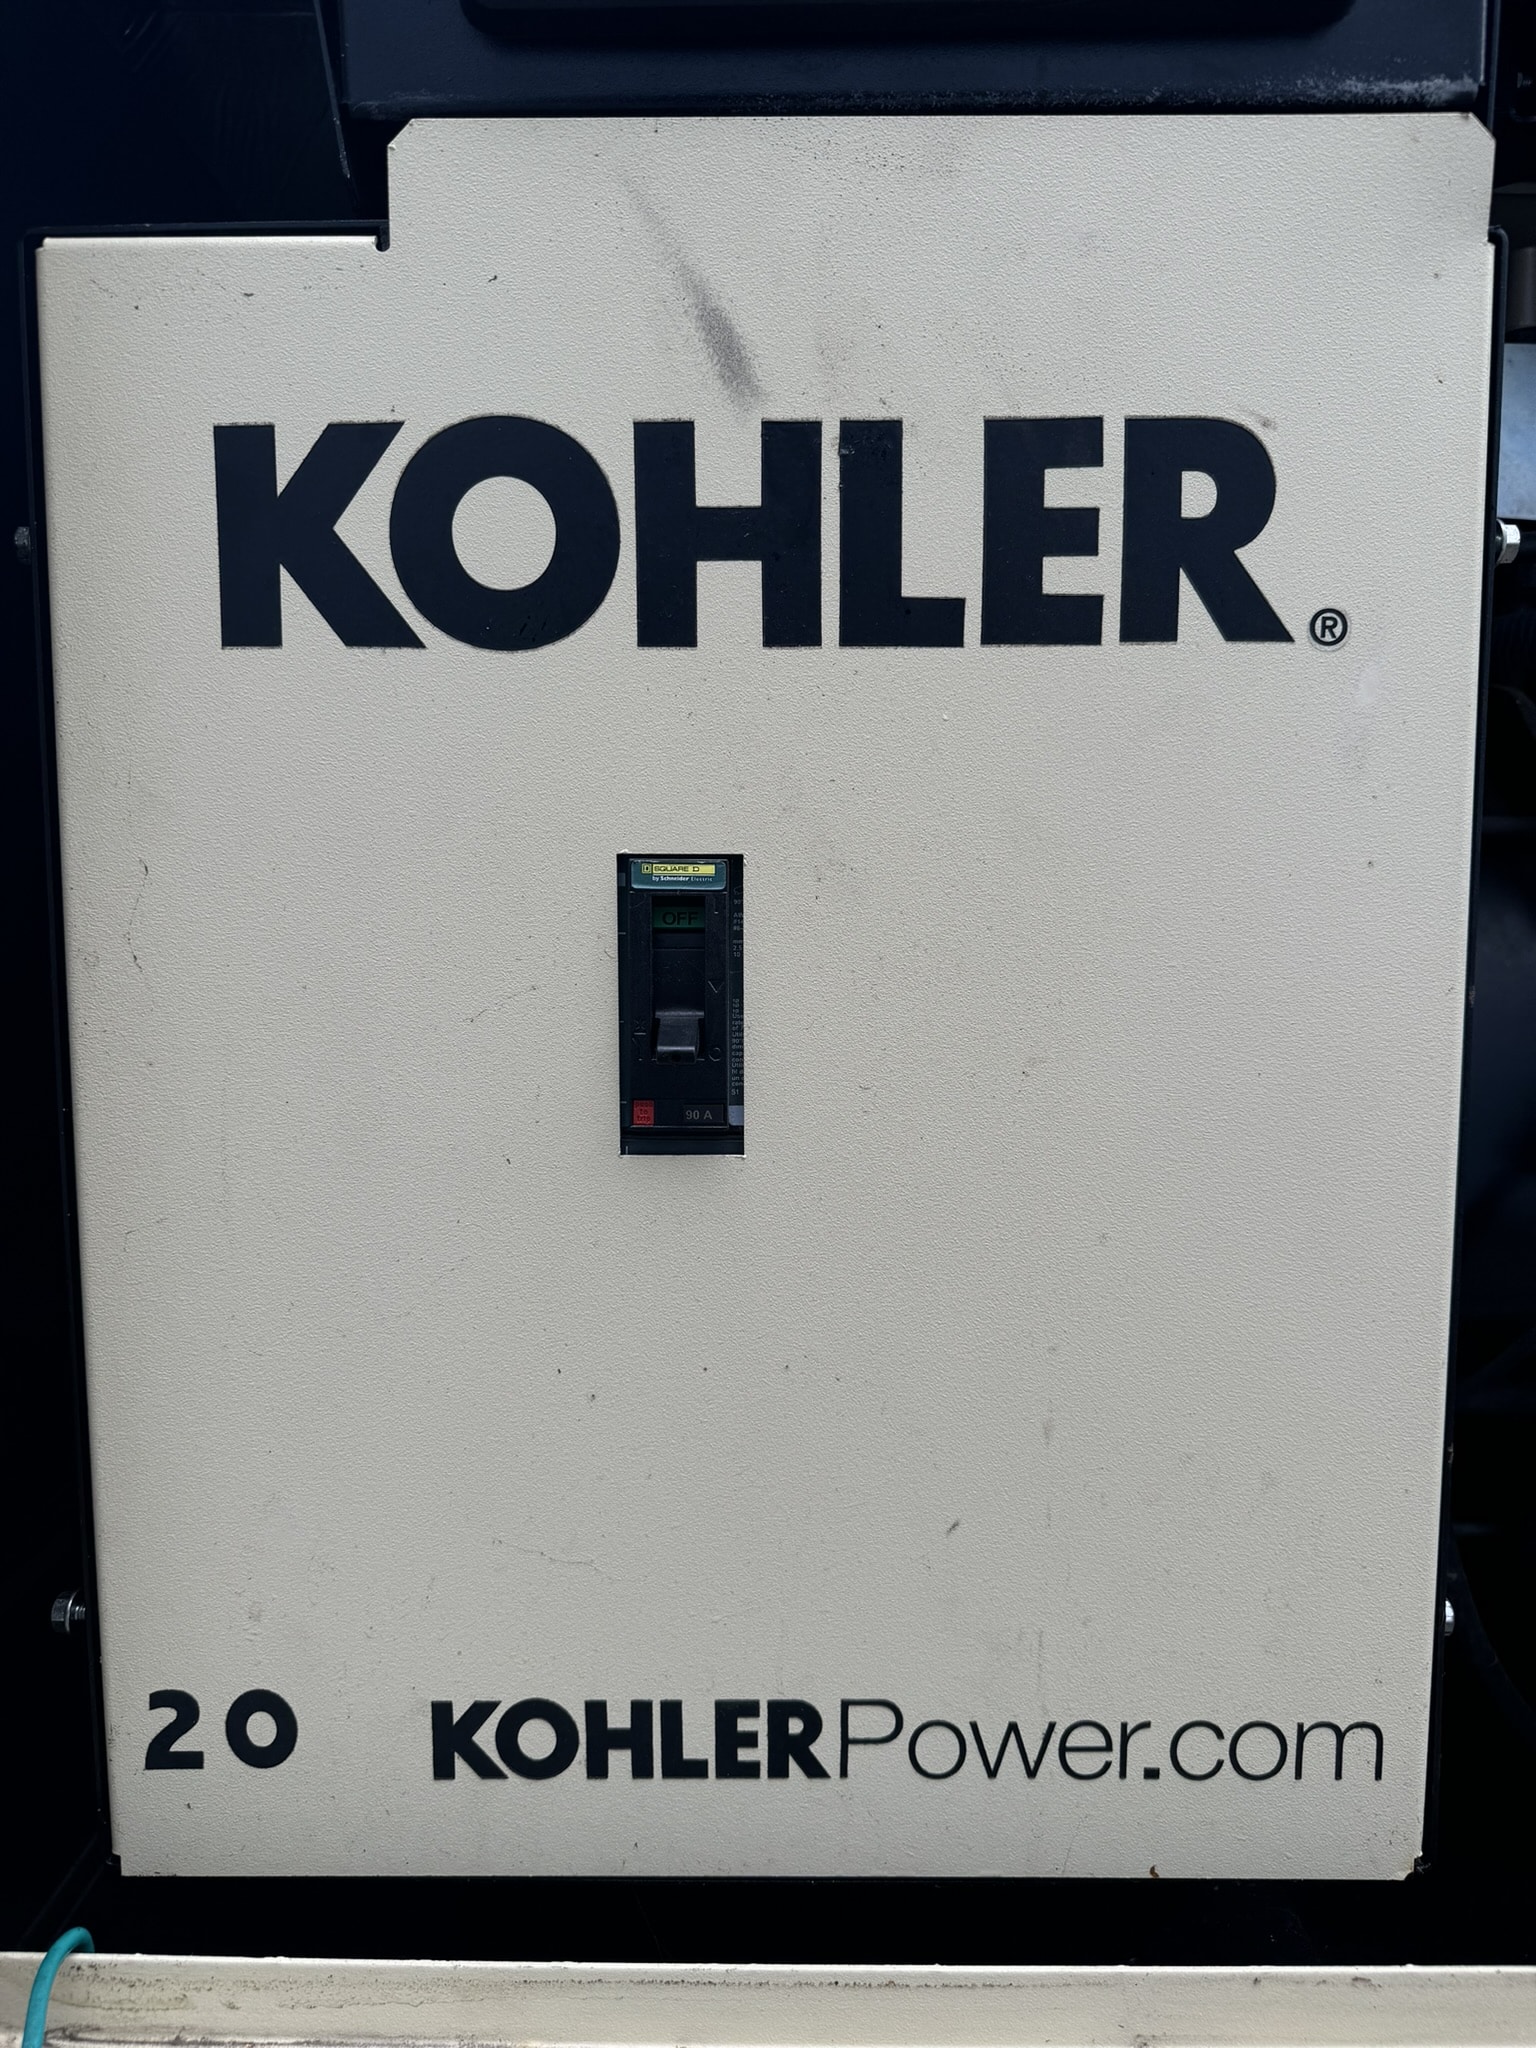 KOHLER®
SQUARE D
by Schneider Electric
OFF
90 A
20 KOHLERPower.com